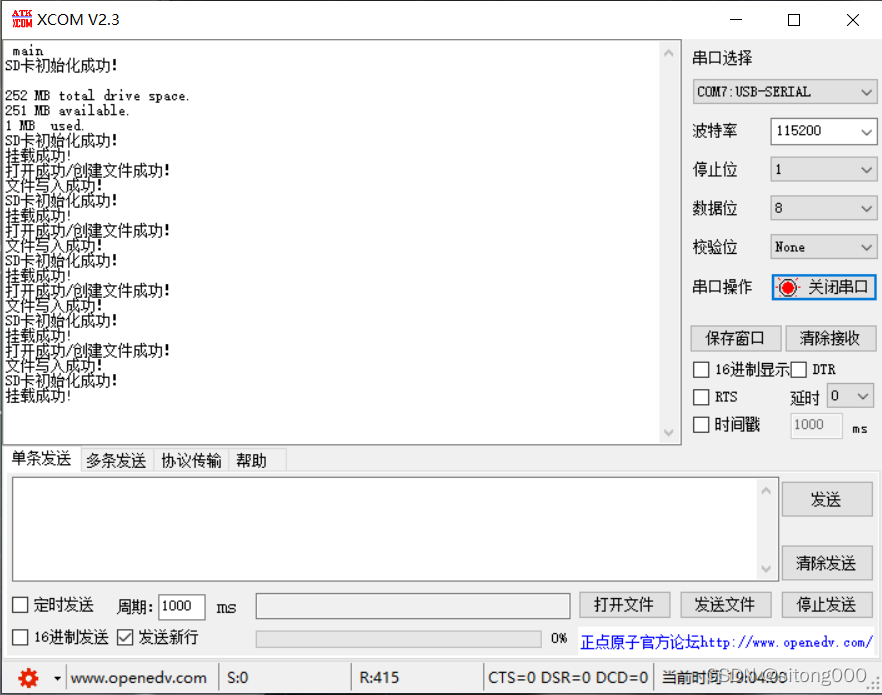 ATK XCOM XCOM V2.3
main
SD卡初始化成功!
252 MB total drive space.
251 MB available.
1 MB  used.
SD卡初始化成功!
挂载成功!
打开成功/创建文件成功!
文件写入成功!
SD卡初始化成功!
挂载成功!
打开成功/创建文件成功!
文件写入成功!
SD卡初始化成功!
挂载成功!
打开成功/创建文件成功!
文件写入成功!
SD卡初始化成功!
挂载成功!
打开成功/创建文件成功!
文件写入成功!
SD卡初始化成功!
挂载成功!
串口选择
COM7:USB-SERIAL
波特率 115200
停止位 1
数据位 8
校验位 None
串口操作 关闭串口
保存窗口 清除接收
16进制显示 DTR
RTS 延时 0
时间戳 1000 ms
单条发送 多条发送 协议传输 帮助
发送
清除发送
定时发送 周期: 1000 ms 打开文件 发送文件 停止发送
16进制发送 发送新行 0% 正点原子官方论坛http://www.openedv.com/
www.openedv.com S:0 R:415 CTS=0 DSR=0 DCD=0 当前时间